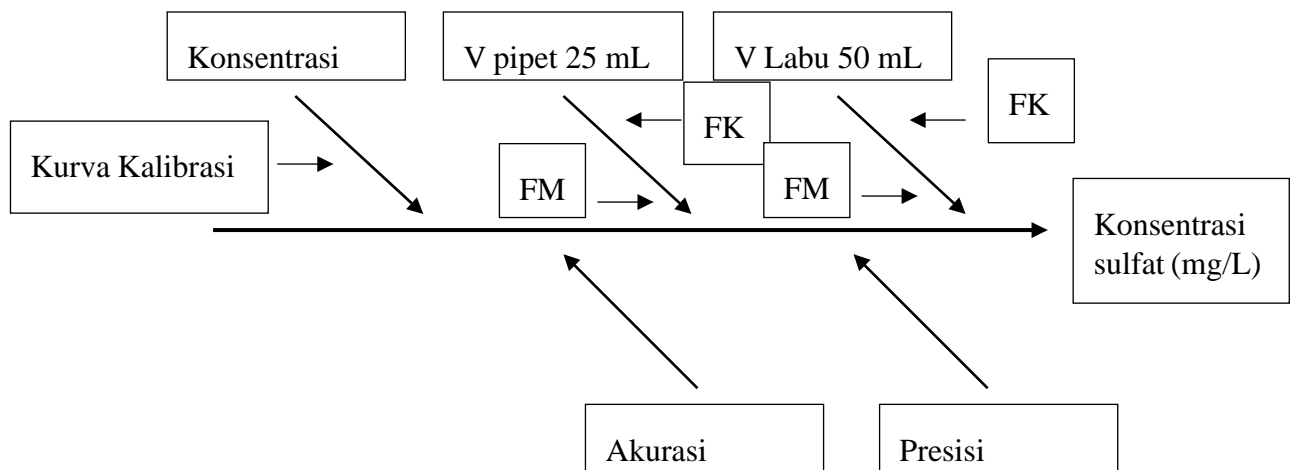 Konsentrasi
V pipet 25 mL
V Labu 50 mL
FK
FK
Kurva Kalibrasi
FM
FM
Konsentrasi
sulfat (mg/L)
Akurasi
Presisi